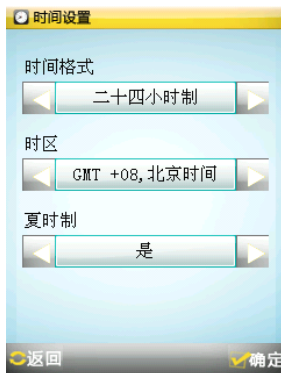 时间设置
时间格式
二十四小时制
时区
GMT +08,北京时间
夏时制
是
返回
确定